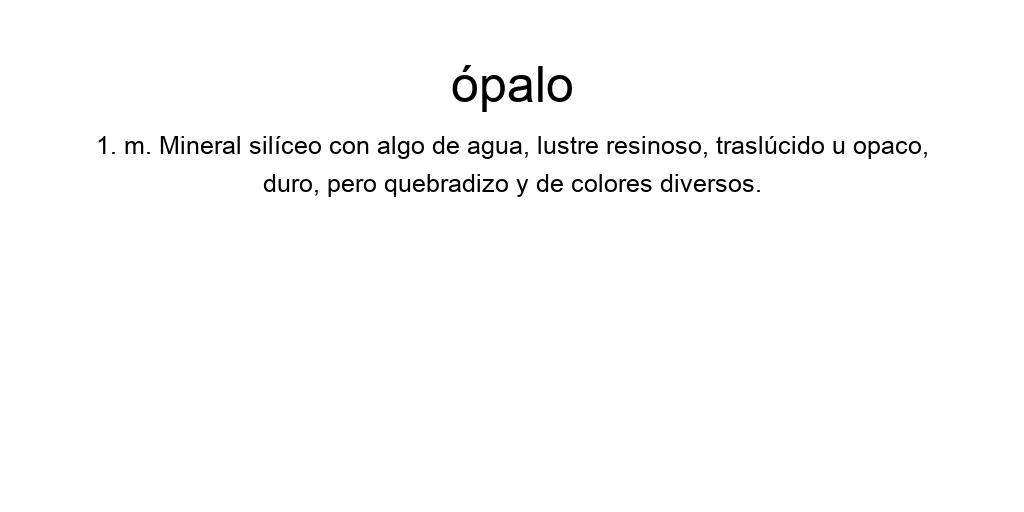 ópalo
1. m. Mineral silíceo con algo de agua, lustre resinoso, traslúcido u opaco,
duro, pero quebradizo y de colores diversos.